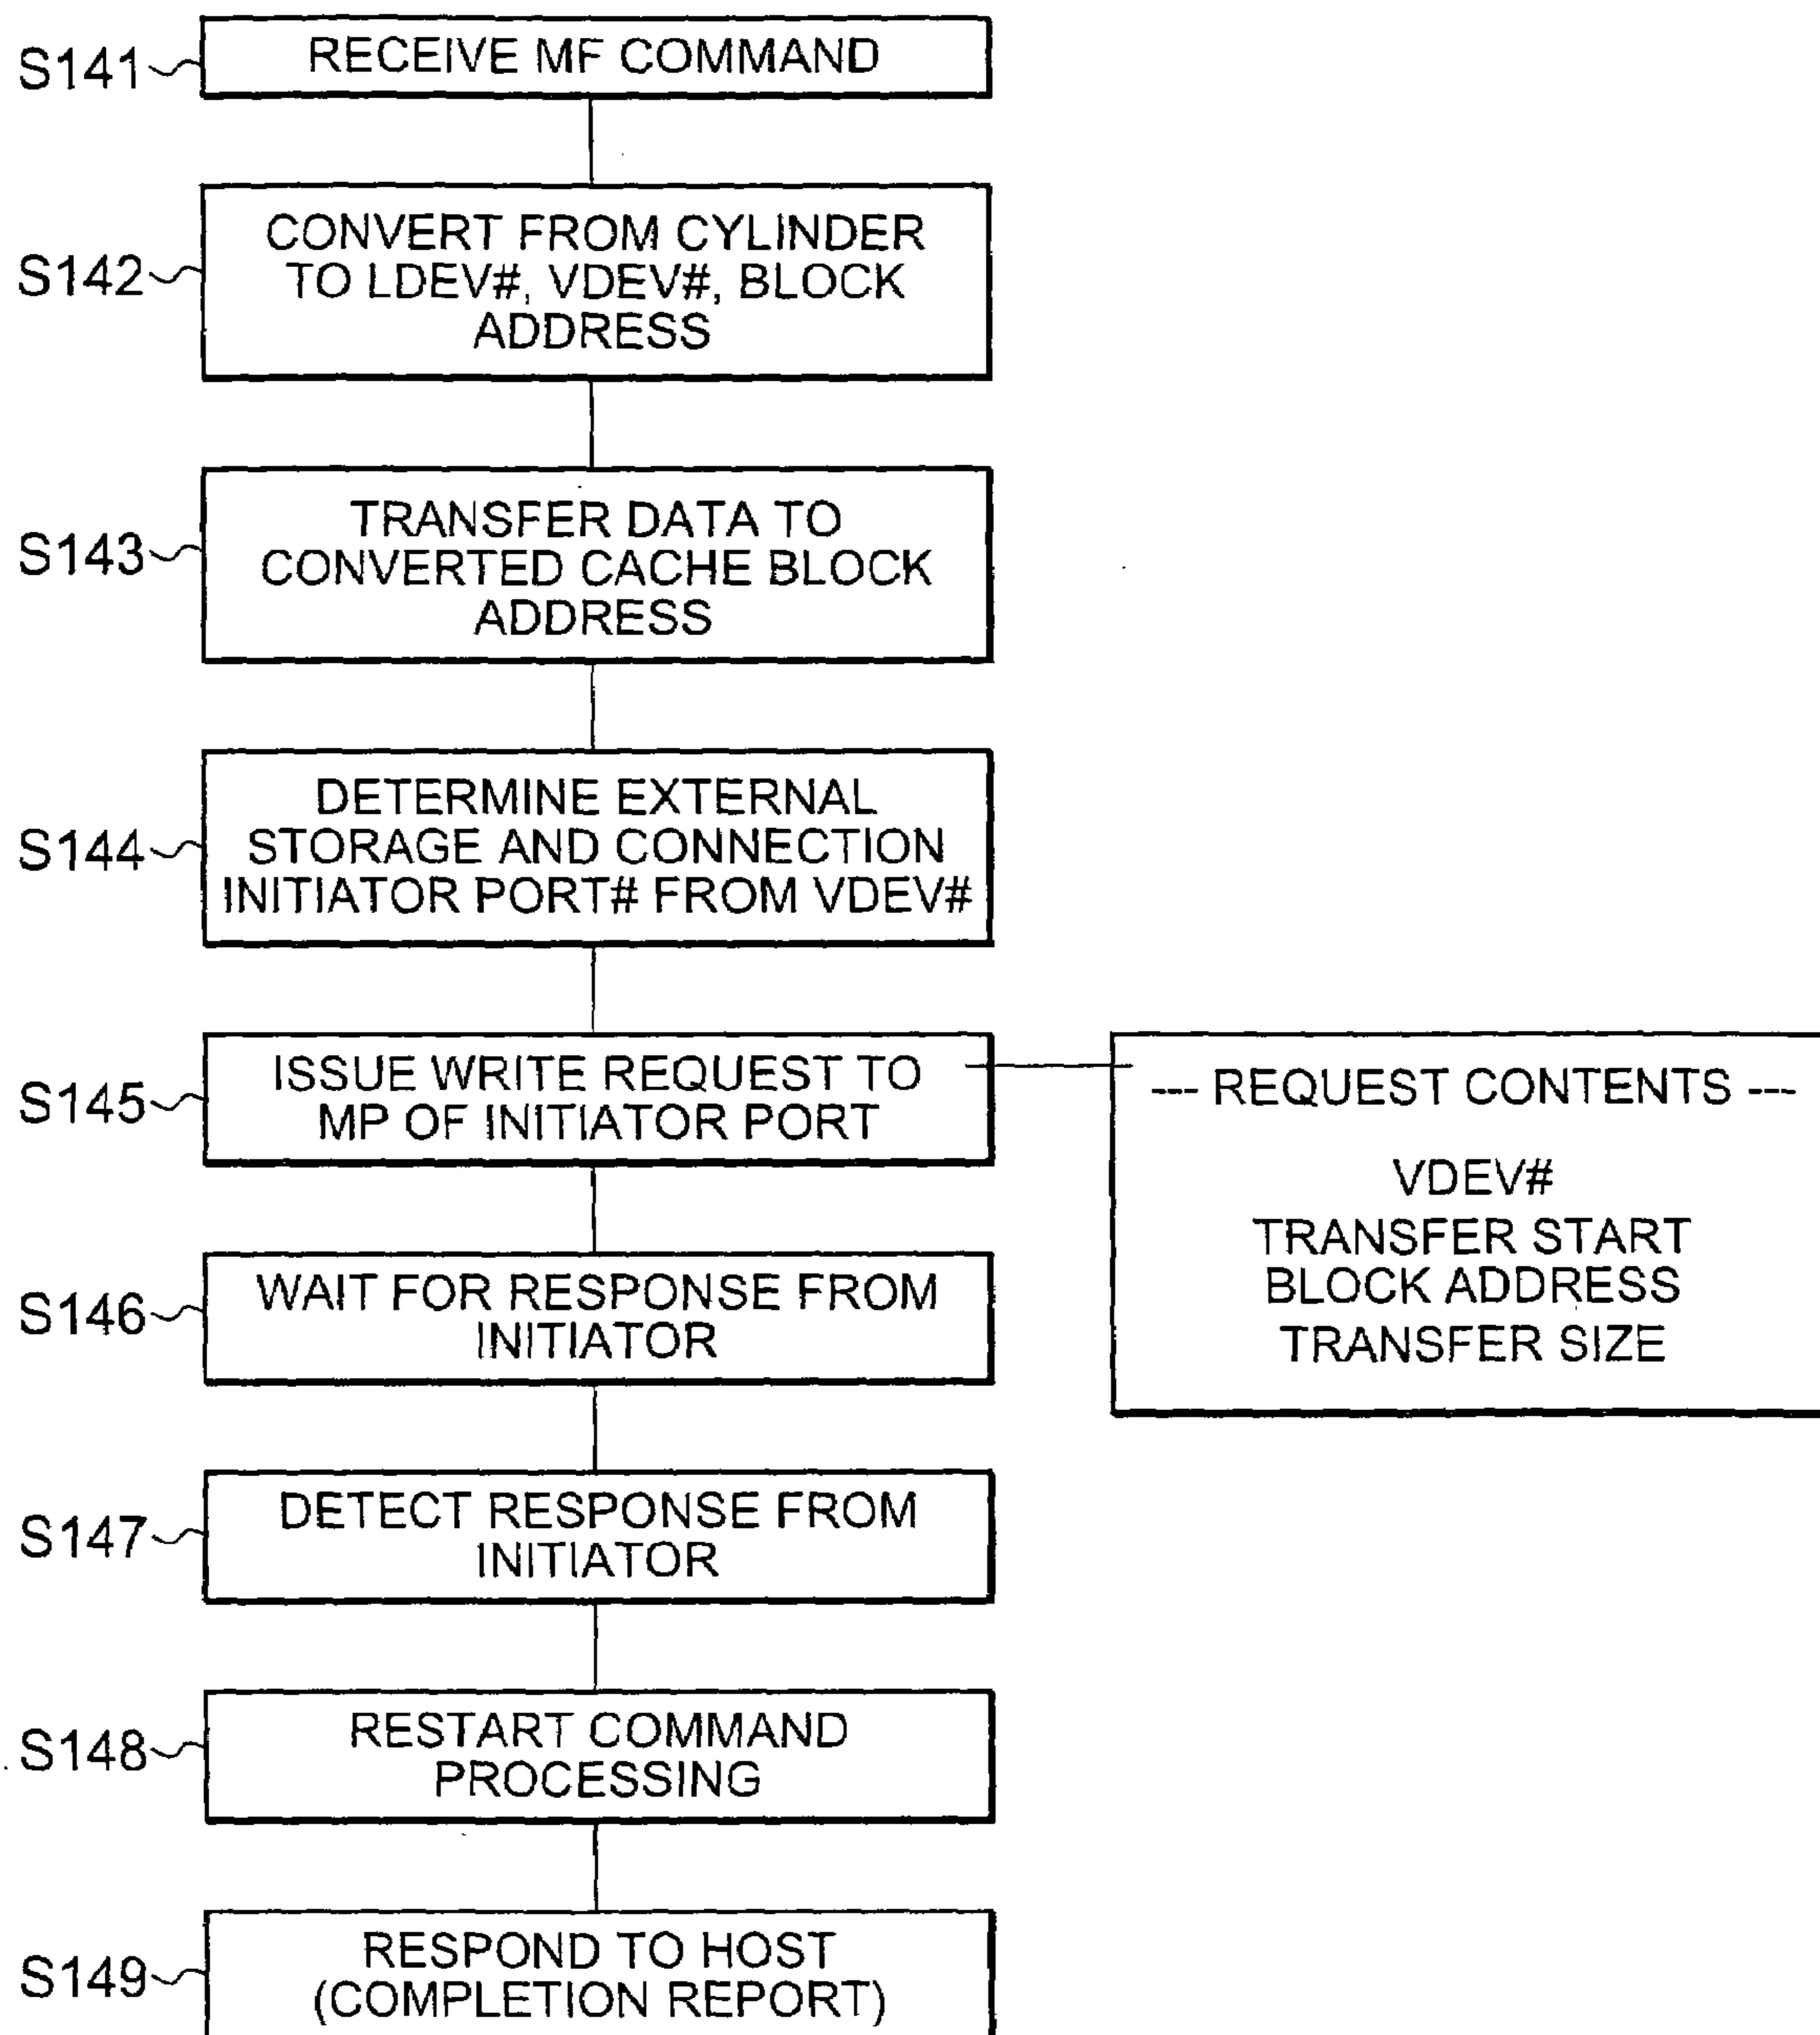 S141
RECEIVE MF COMMAND
S142
CONVERT FROM CYLINDER
TO LDEV#, VDEV#, BLOCK
ADDRESS
S143
TRANSFER DATA TO
CONVERTED CACHE BLOCK
ADDRESS
S144
DETERMINE EXTERNAL
STORAGE AND CONNECTION
INITIATOR PORT# FROM VDEV#
S145
ISSUE WRITE REQUEST TO
MP OF INITIATOR PORT
--- REQUEST CONTENTS ---
VDEV#
TRANSFER START
BLOCK ADDRESS
TRANSFER SIZE
S146
WAIT FOR RESPONSE FROM
INITIATOR
S147
DETECT RESPONSE FROM
INITIATOR
S148
RESTART COMMAND
PROCESSING
S149
RESPOND TO HOST
(COMPLETION REPORT)